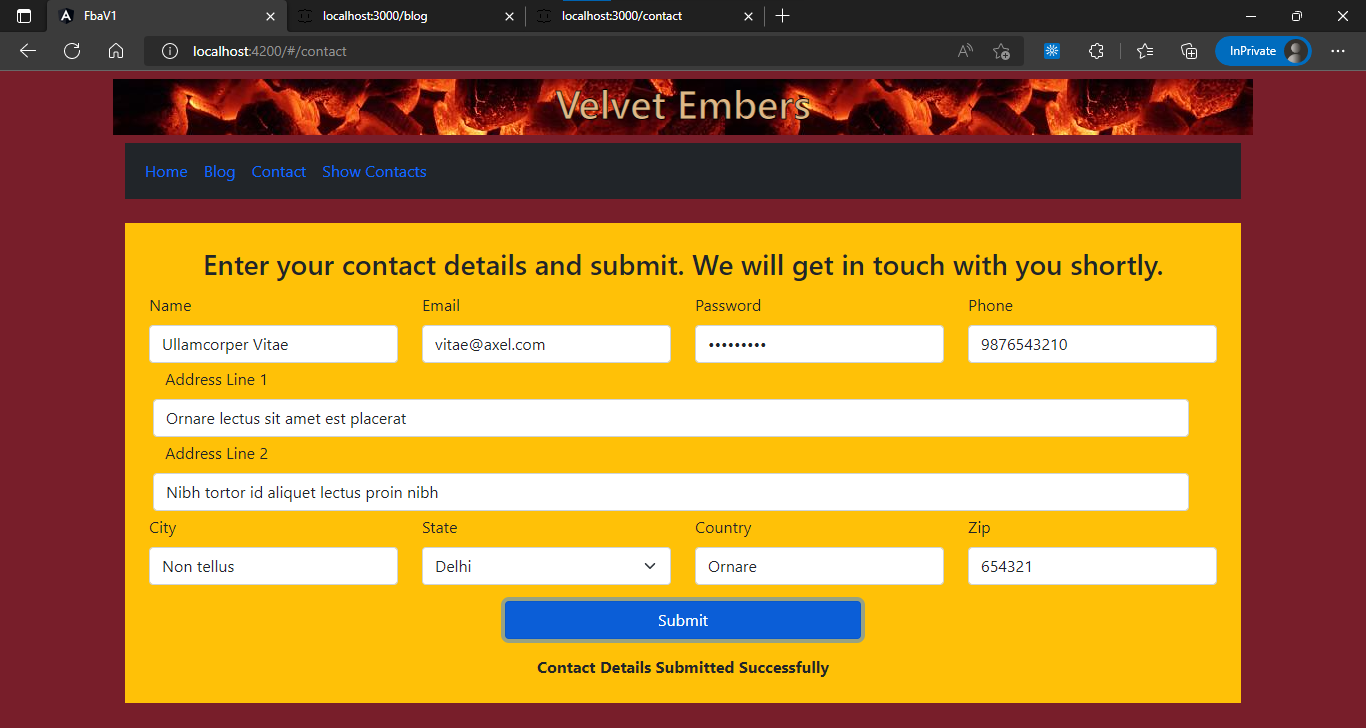 FbaV1
localhost:3000/blog
localhost:3000/contact
localhost:4200/#/contact
InPrivate
Velvet Embers
Home Blog Contact Show Contacts
Enter your contact details and submit. We will get in touch with you shortly.
Name Email Password Phone
Ullamcorper Vitae vitae@axel.com ••••••••• 9876543210
Address Line 1
Ornare lectus sit amet est placerat
Address Line 2
Nibh tortor id aliquet lectus proin nibh
City State Country Zip
Non tellus Delhi Ornare 654321
Submit
Contact Details Submitted Successfully